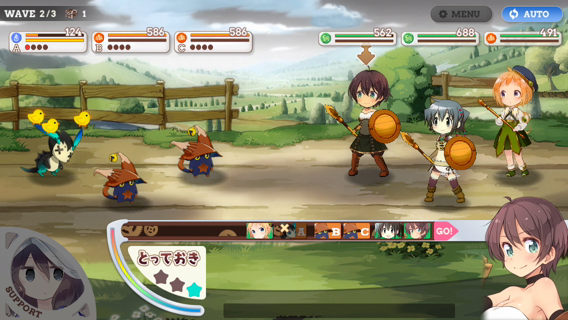 WAVE 2/3 1
MENU
AUTO
124
A
586
B
586
C
562
688
491
B C GO!
とっておき
SUPPORT